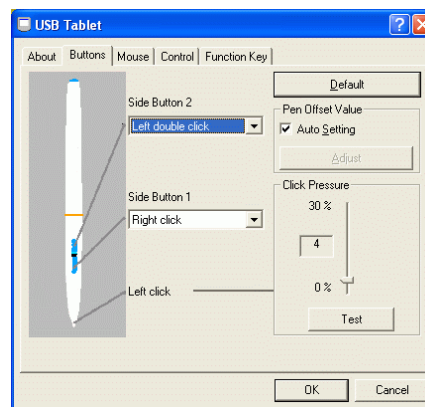 USB Tablet
About Buttons Mouse Control Function Key
Default
Side Button 2
Left double click
Pen Offset Value
Auto Setting
Adjust
Side Button 1
Right click
Click Pressure
30 %
4
0 %
Left click
Test
OK Cancel